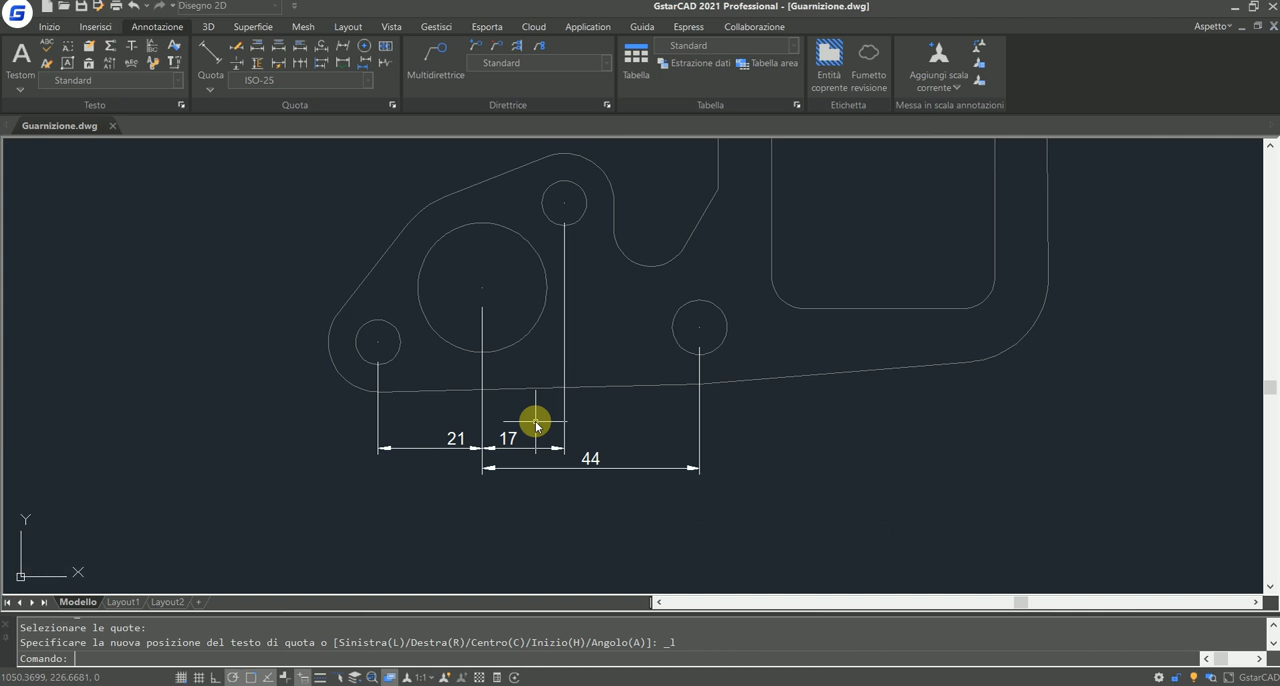 Disegno 2D
GstarCAD 2021 Professional - [Guarnizione.dwg]
Inizio Inserisci Annotazione 3D Superfície Mesh Layout Vista Gestisci Esporta Cloud Application Guida Express Collaborazione Aspetto
Testom Quota Multidirettrice Tabella
Standard ISO-25 Standard Standard
Estrazione dati Tabella area
Entità coprente Fumetto revisione
Aggiungi scala corrente
Testo Quota Direttrice Tabella Etichetta Messa in scala annotazioni
Guarnizione.dwg
21 17
44
Y
X
Modello Layout1 Layout2 +
Selezionare le quote:
Specificare la nuova posizione del testo di quota o [Sinistra(L)/Destra(R)/Centro(C)/Inizio(H)/Angolo(A)]: _l
Comando:
1050.3699, 226.6681, 0 1:1 GstarCAD